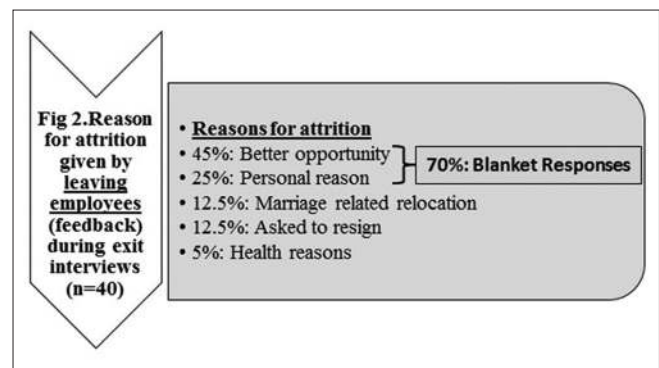 Fig 2.Reason
for attrition
given by
leaving
employees
(feedback)
during exit
interviews
(n=40)
• Reasons for attrition
• 45%: Better opportunity
• 25%: Personal reason
70%: Blanket Responses
• 12.5%: Marriage related relocation
• 12.5%: Asked to resign
• 5%: Health reasons